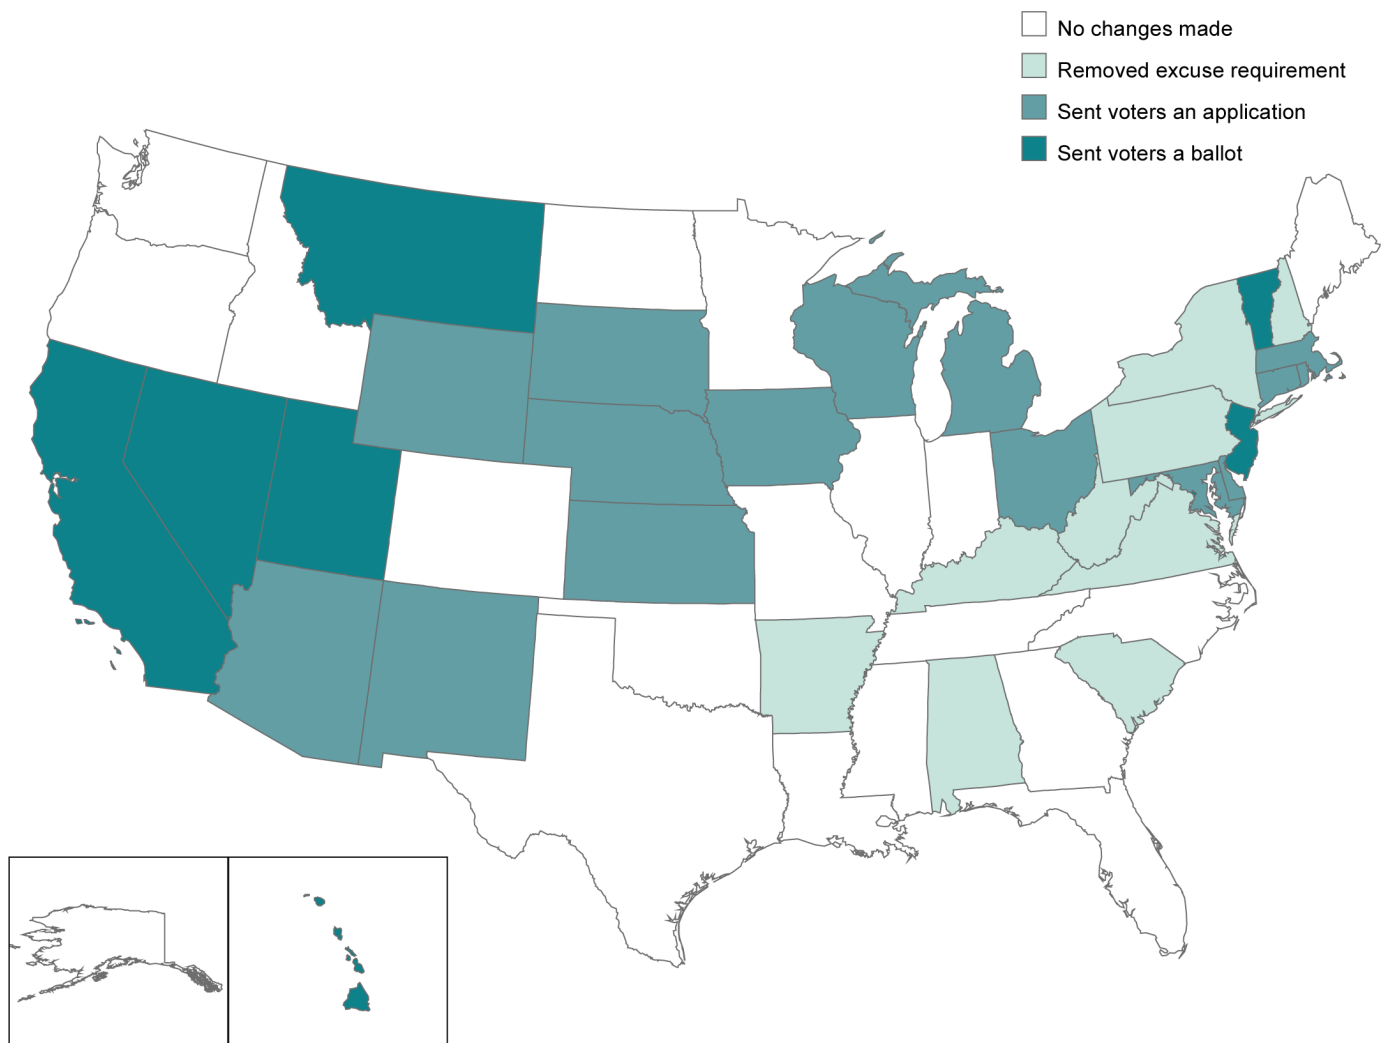 No changes made
Removed excuse requirement
Sent voters an application
Sent voters a ballot